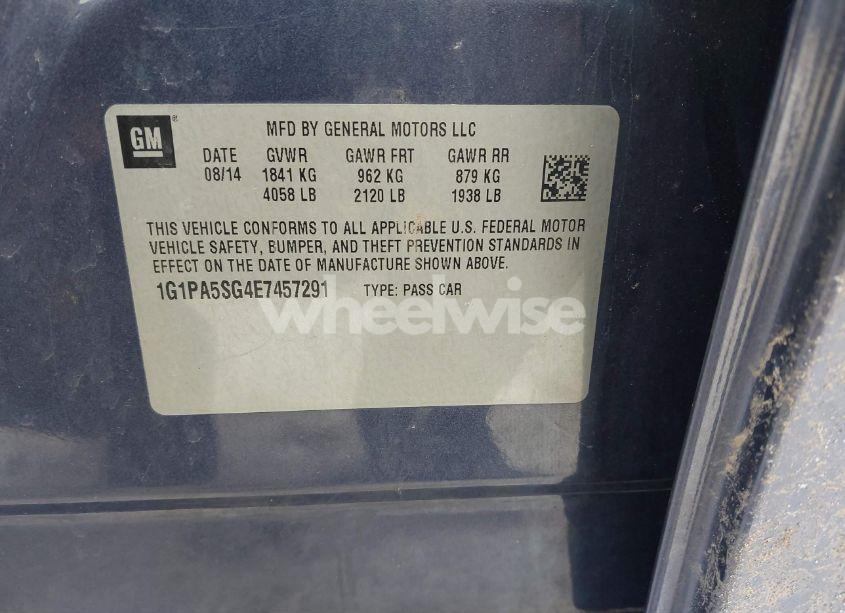 GM ®
MFD BY GENERAL MOTORS LLC
DATE GVWR GAWR FRT GAWR RR
08/14 1841 KG 962 KG 879 KG
4058 LB 2120 LB 1938 LB
THIS VEHICLE CONFORMS TO ALL APPLICABLE U.S. FEDERAL MOTOR
VEHICLE SAFETY, BUMPER, AND THEFT PREVENTION STANDARDS IN
EFFECT ON THE DATE OF MANUFACTURE SHOWN ABOVE.
1G1PA5SG4E7457291 TYPE: PASS CAR
wheelwise